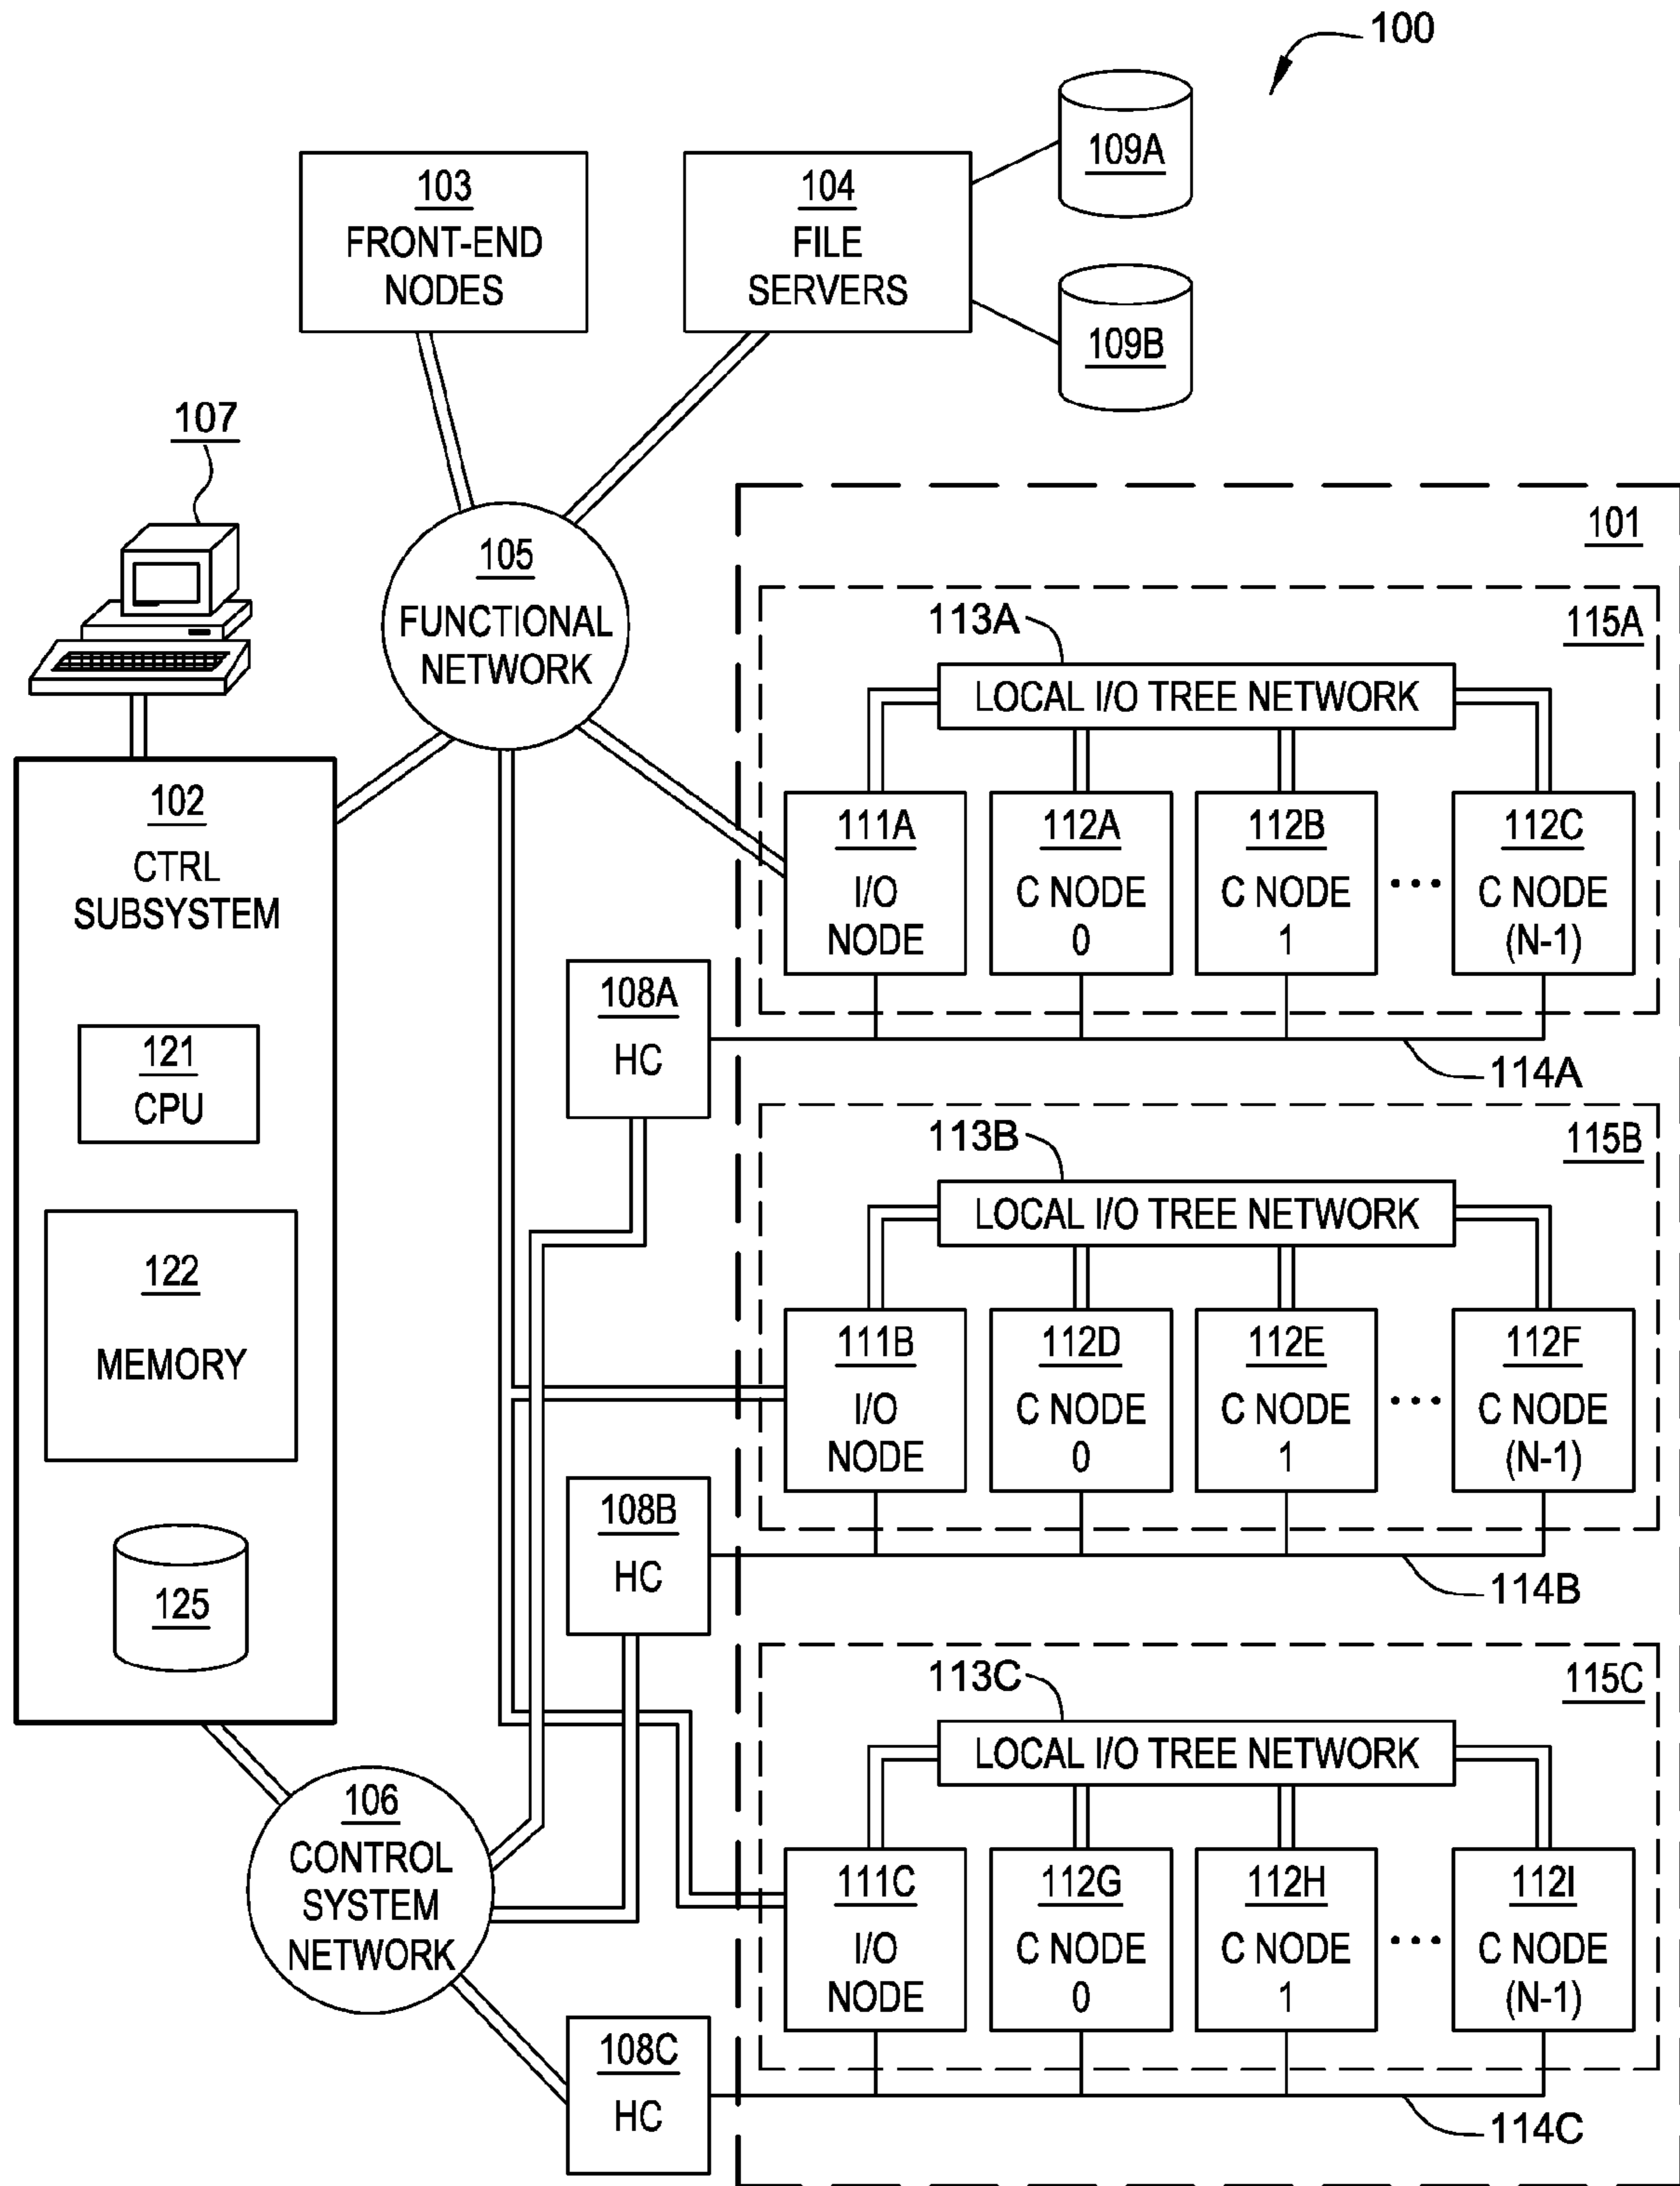 100
103
FRONT-END
NODES
104
FILE
SERVERS
109A
109B
107
105
FUNCTIONAL
NETWORK
102
CTRL
SUBSYSTEM
121
CPU
122
MEMORY
125
106
CONTROL
SYSTEM
NETWORK
108A
HC
108B
HC
108C
HC
101
115A
113A
LOCAL I/O TREE NETWORK
111A
I/O
NODE
112A
C NODE
0
112B
C NODE
1
...
112C
C NODE
(N-1)
114A
115B
113B
LOCAL I/O TREE NETWORK
111B
I/O
NODE
112D
C NODE
0
112E
C NODE
1
...
112F
C NODE
(N-1)
114B
115C
113C
LOCAL I/O TREE NETWORK
111C
I/O
NODE
112G
C NODE
0
112H
C NODE
1
...
112I
C NODE
(N-1)
114C